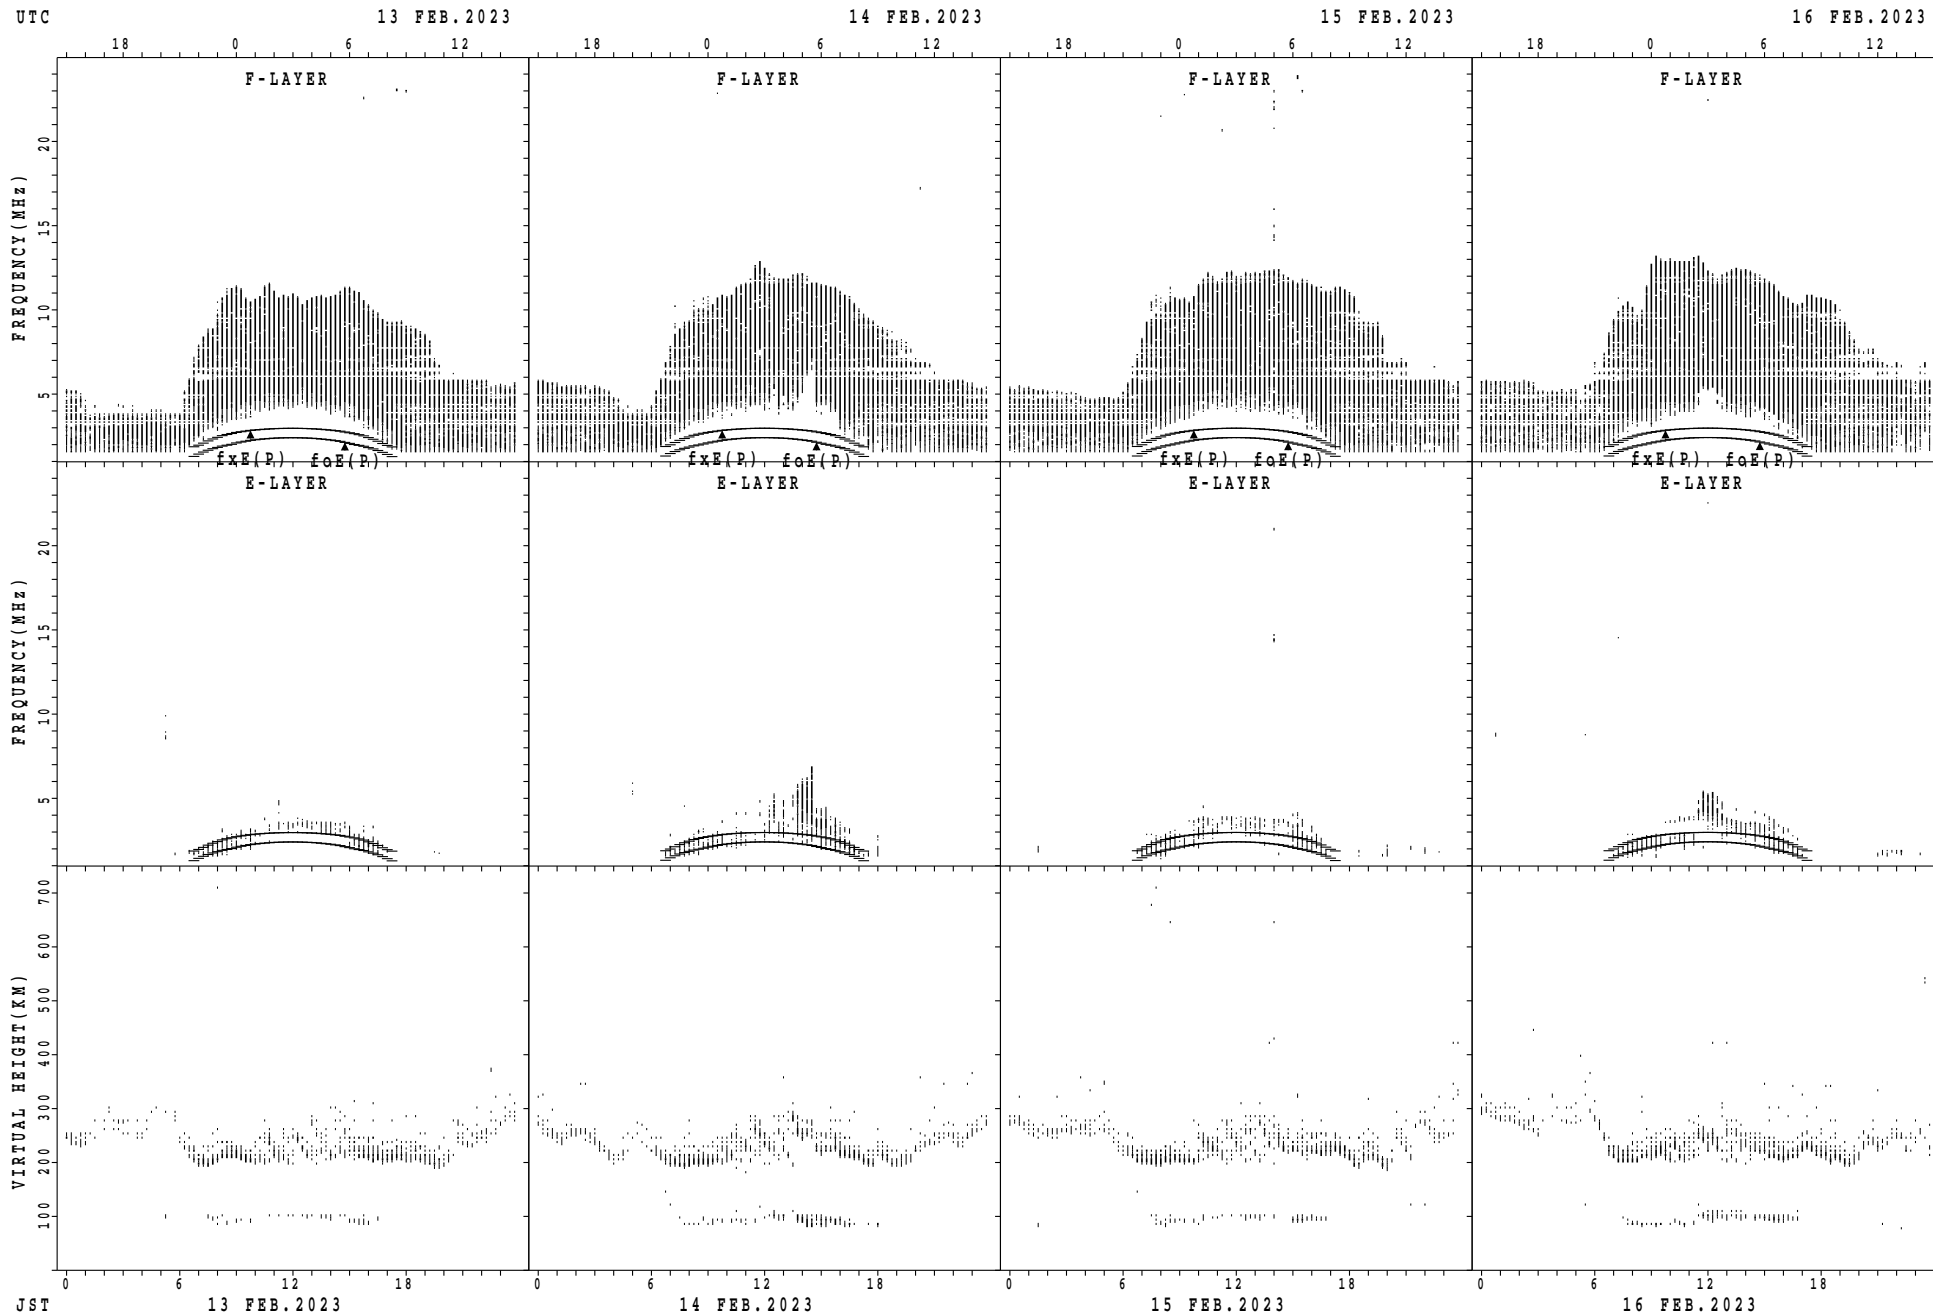 UTC 13 FEB.2023 14 FEB.2023 15 FEB.2023 16 FEB.2023
18 0 6 12 18 0 6 12 18 0 6 12 18 0 6 12
F-LAYER F-LAYER F-LAYER F-LAYER
FREQUENCY(MHz)
20
15
10
5
fxE(P) foE(P) fxE(P) foE(P) fxE(P) foE(P) fxE(P) foE(P)
E-LAYER E-LAYER E-LAYER E-LAYER
FREQUENCY(MHz)
20
15
10
5
VIRTUAL HEIGHT(KM)
700
600
500
400
300
200
100
0 6 12 18 0 6 12 18 0 6 12 18 0 6 12 18
JST 13 FEB.2023 14 FEB.2023 15 FEB.2023 16 FEB.2023